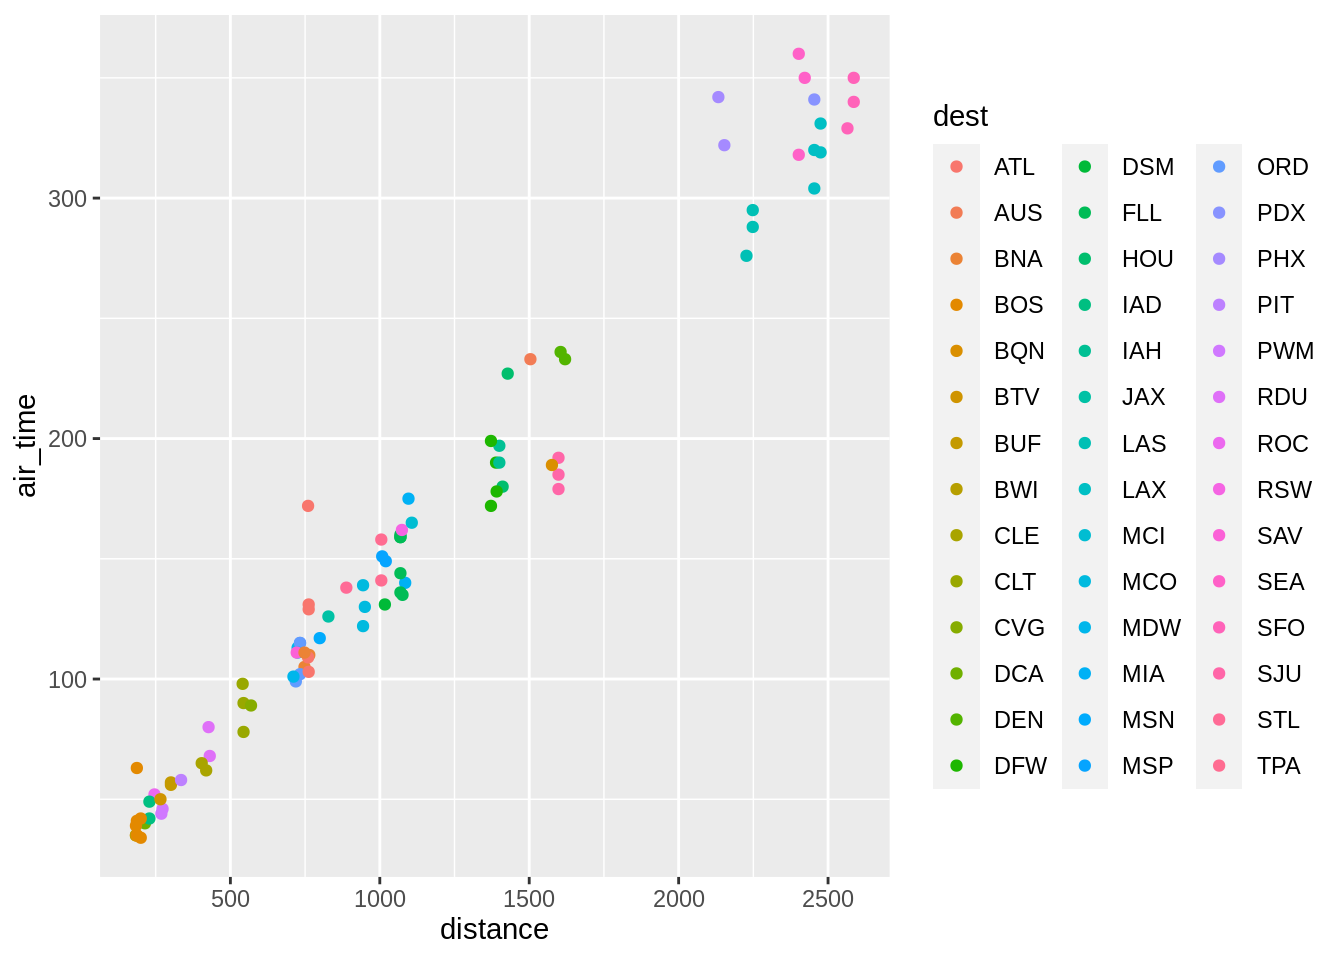 dest
ATL DSM ORD
AUS FLL PDX
BNA HOU PHX
BOS IAD PIT
BQN IAH PWM
BTV JAX RDU
BUF LAS ROC
BWI LAX RSW
CLE MCI SAV
CLT MCO SEA
CVG MDW SFO
DCA MIA SJU
DEN MSN STL
DFW MSP TPA
air_time
300
200
100
500 1000 1500 2000 2500
distance